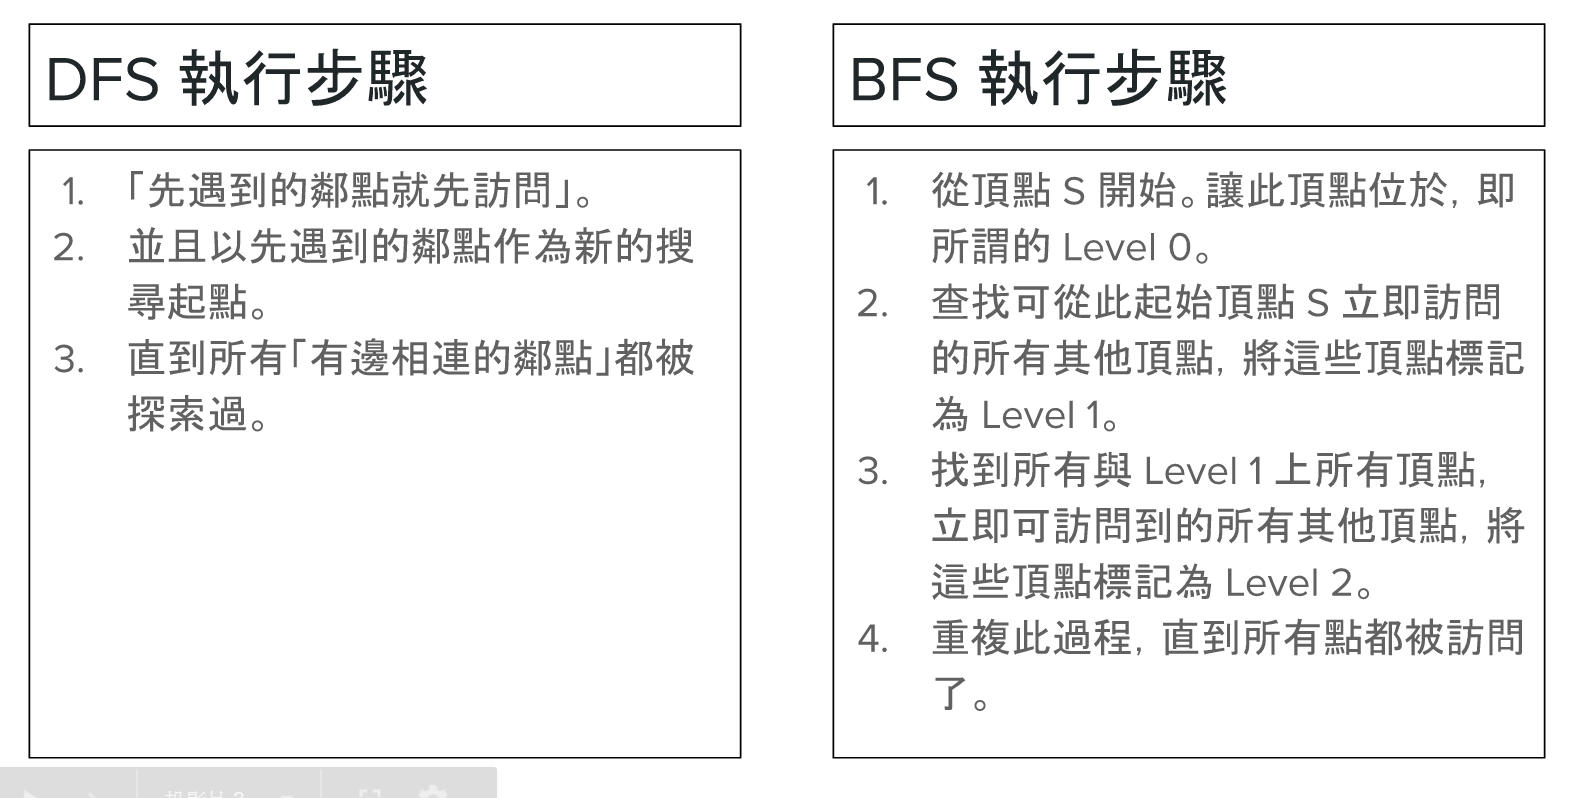 DFS 執行步驟
1. 「先遇到的鄰點就先訪問」。
2. 並且以先遇到的鄰點作為新的搜
尋起點。
3. 直到所有「有邊相連的鄰點」都被
探索過。
BFS 執行步驟
1. 從頂點 S 開始。讓此頂點位於, 即
所謂的 Level 0。
2. 查找可從此起始頂點 S 立即訪問
的所有其他頂點, 將這些頂點標記
為 Level 1。
3. 找到所有與 Level 1 上所有頂點,
立即可訪問到的所有其他頂點, 將
這些頂點標記為 Level 2。
4. 重複此過程, 直到所有點都被訪問
了。